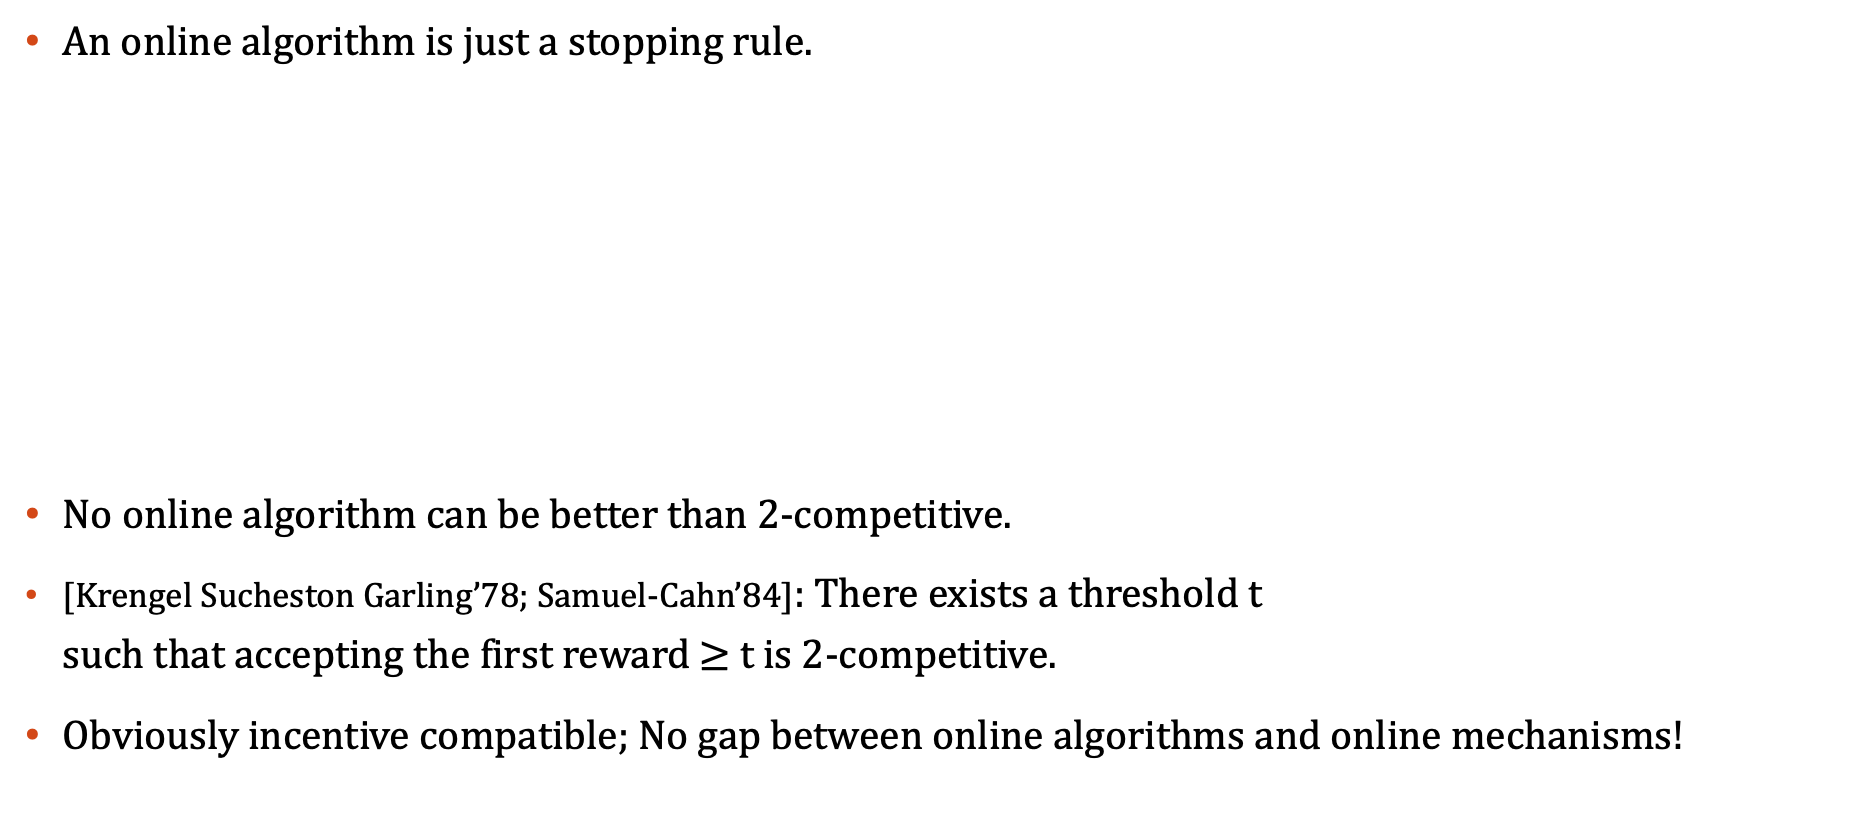 • An online algorithm is just a stopping rule.
• No online algorithm can be better than 2-competitive.
• [Krengel Sucheston Garling’78; Samuel-Cahn’84]: There exists a threshold t
such that accepting the first reward ≥ t is 2-competitive.
• Obviously incentive compatible; No gap between online algorithms and online mechanisms!